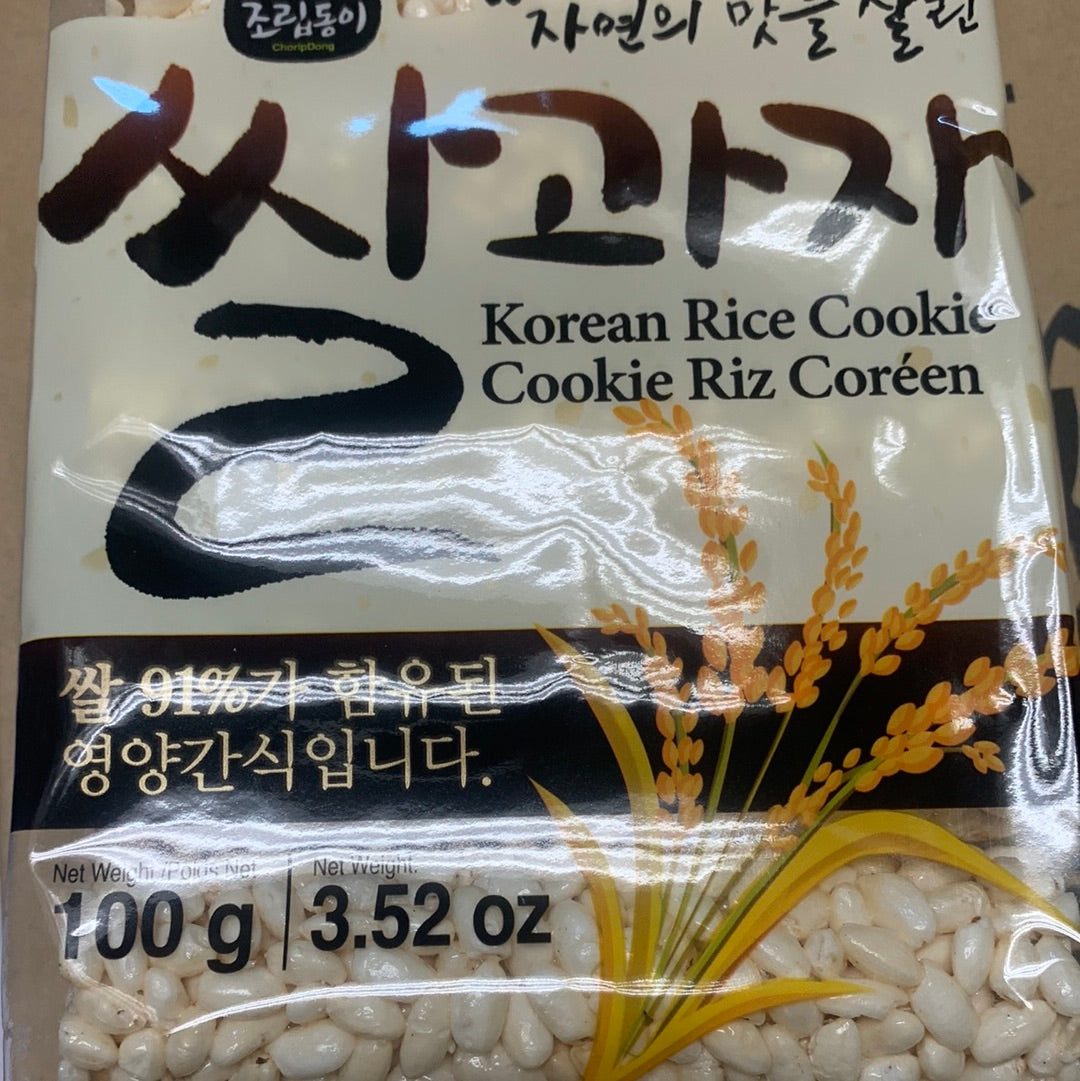 조립동이
ChoripDong
자연의 맛을 살린
쌀과자
Korean Rice Cookie
Cookie Riz Coréen
쌀 91%가 함유된
영양간식입니다.
Net Weight/Poids Net
100 g
Net Weight.
3.52 oz